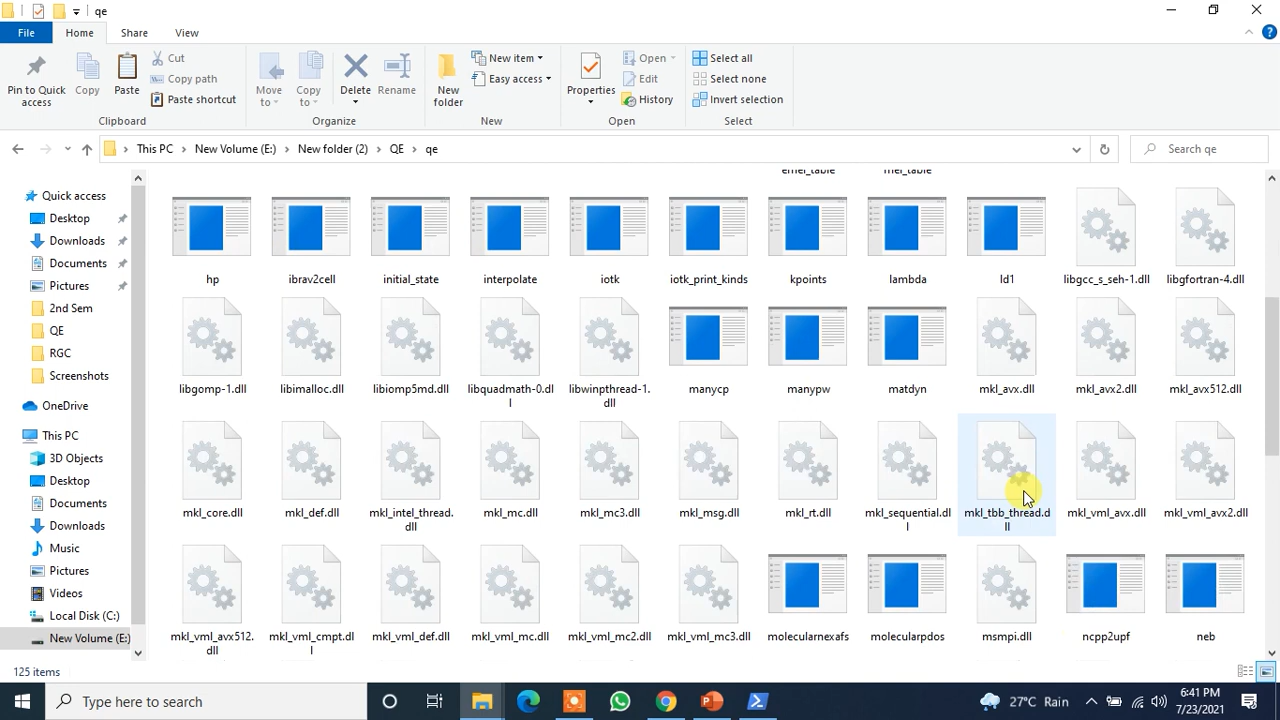 qe
File
Home
Share
View
Pin to Quick
access
Copy
Paste
Cut
Copy path
Paste shortcut
Clipboard
Move
to
Copy
to
Delete
Rename
Organize
New
folder
New item
Easy access
New
Properties
Open
Edit
History
Open
Select all
Select none
Invert selection
Select
This PC
New Volume (E:)
New folder (2)
QE
qe
Search qe
Quick access
Desktop
Downloads
Documents
Pictures
2nd Sem
QE
RGC
Screenshots
OneDrive
This PC
3D Objects
Desktop
Documents
Downloads
Music
Pictures
Videos
Local Disk (C:)
New Volume (E:)
hp
ibrav2cell
initial_state
interpolate
iotk
iotk_print_kinds
kpoints
lambda
ld1
libgcc_s_seh-1.dll
libgfortran-4.dll
libgomp-1.dll
libimalloc.dll
libiomp5md.dll
libquadmath-0.dl
l
libwinpthread-1.
dll
manycp
manypw
matdyn
mkl_avx.dll
mkl_avx2.dll
mkl_avx512.dll
mkl_core.dll
mkl_def.dll
mkl_intel_thread.
dll
mkl_mc.dll
mkl_mc3.dll
mkl_msg.dll
mkl_rt.dll
mkl_sequential.dl
l
mkl_tbb_thread.d
ll
mkl_vml_avx.dll
mkl_vml_avx2.dll
mkl_vml_avx512.
dll
mkl_vml_cmpt.dl
l
mkl_vml_def.dll
mkl_vml_mc.dll
mkl_vml_mc2.dll
mkl_vml_mc3.dll
molecularnexafs
molecularpdos
msmpi.dll
ncpp2upf
neb
125 items
Type here to search
27°C Rain
6:41 PM
7/23/2021